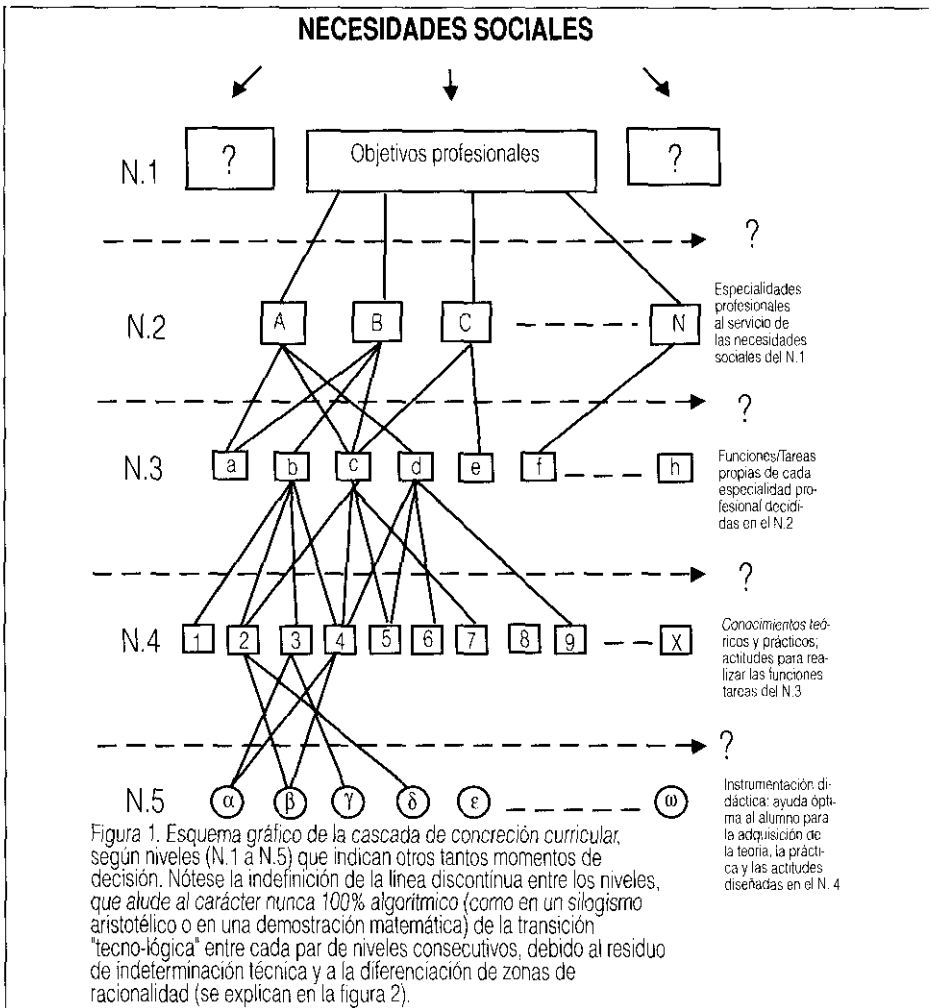 NECESIDADES SOCIALES
N.1
?
Objetivos profesionales
?
?
N.2
A
B
C
N
Especialidades
profesionales
al servicio de
las necesidades
sociales del N.1
?
N.3
a
b
c
d
e
f
h
Funciones/Tareas
propias de cada
especialidad pro-
fesional decidi-
das en el N.2
?
N.4
1
2
3
4
5
6
7
8
9
X
Conocimientos teó-
ricos y prácticos;
actitudes para rea-
lizar las funciones
tareas del N.3
?
N.5
α
β
γ
δ
ε
ω
Instrumentación di-
dáctica: ayuda ópti-
ma al alumno para
la adquisición de
la teoría, la prácti-
ca y las actitudes
diseñadas en el N. 4
Figura 1. Esquema gráfico de la cascada de concreción curricular,
según niveles (N.1 a N.5) que indican otros tantos momentos de
decisión. Nótese la indefinición de la línea discontínua entre los niveles,
que alude al carácter nunca 100% algorítmico (como en un silogismo
aristotélico o en una demostración matemática) de la transición
"tecno-lógica" entre cada par de niveles consecutivos, debido al residuo
de indeterminación técnica y a la diferenciación de zonas de
racionalidad (se explican en la figura 2).